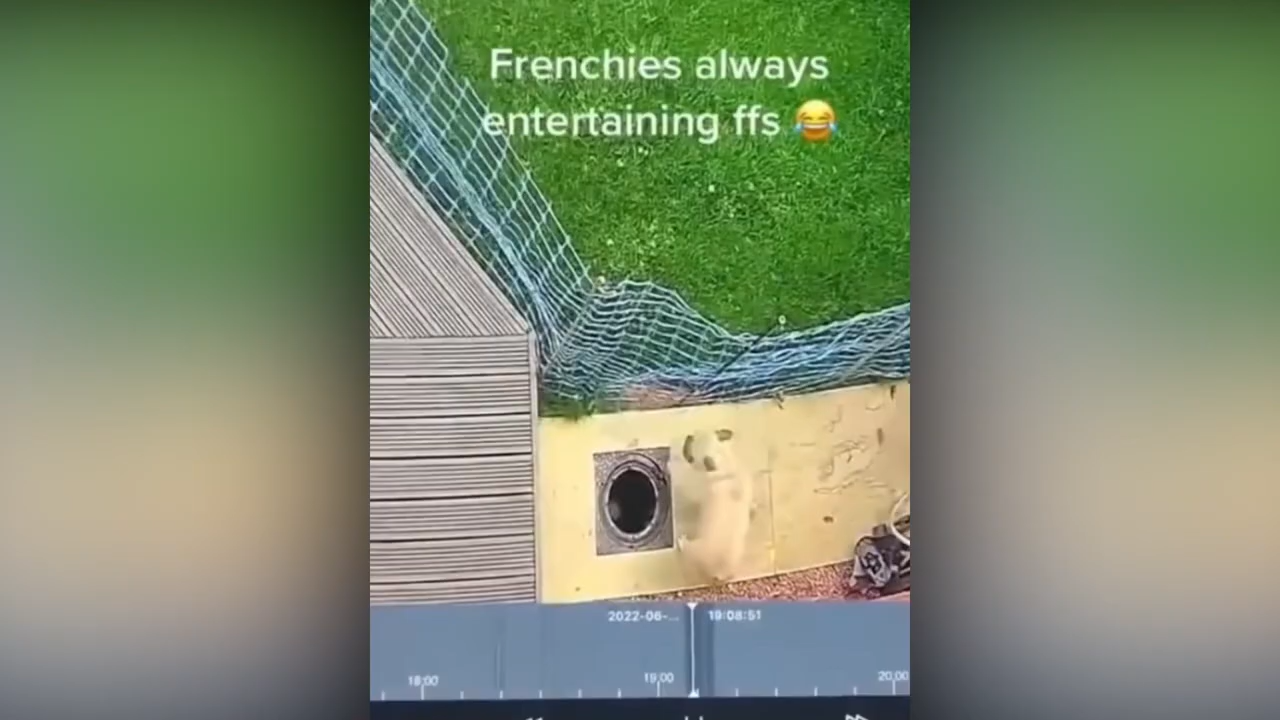 Frenchies always
entertaining ffs 😂
2022-06-... 19:08:51
18:00 19:00 20:00